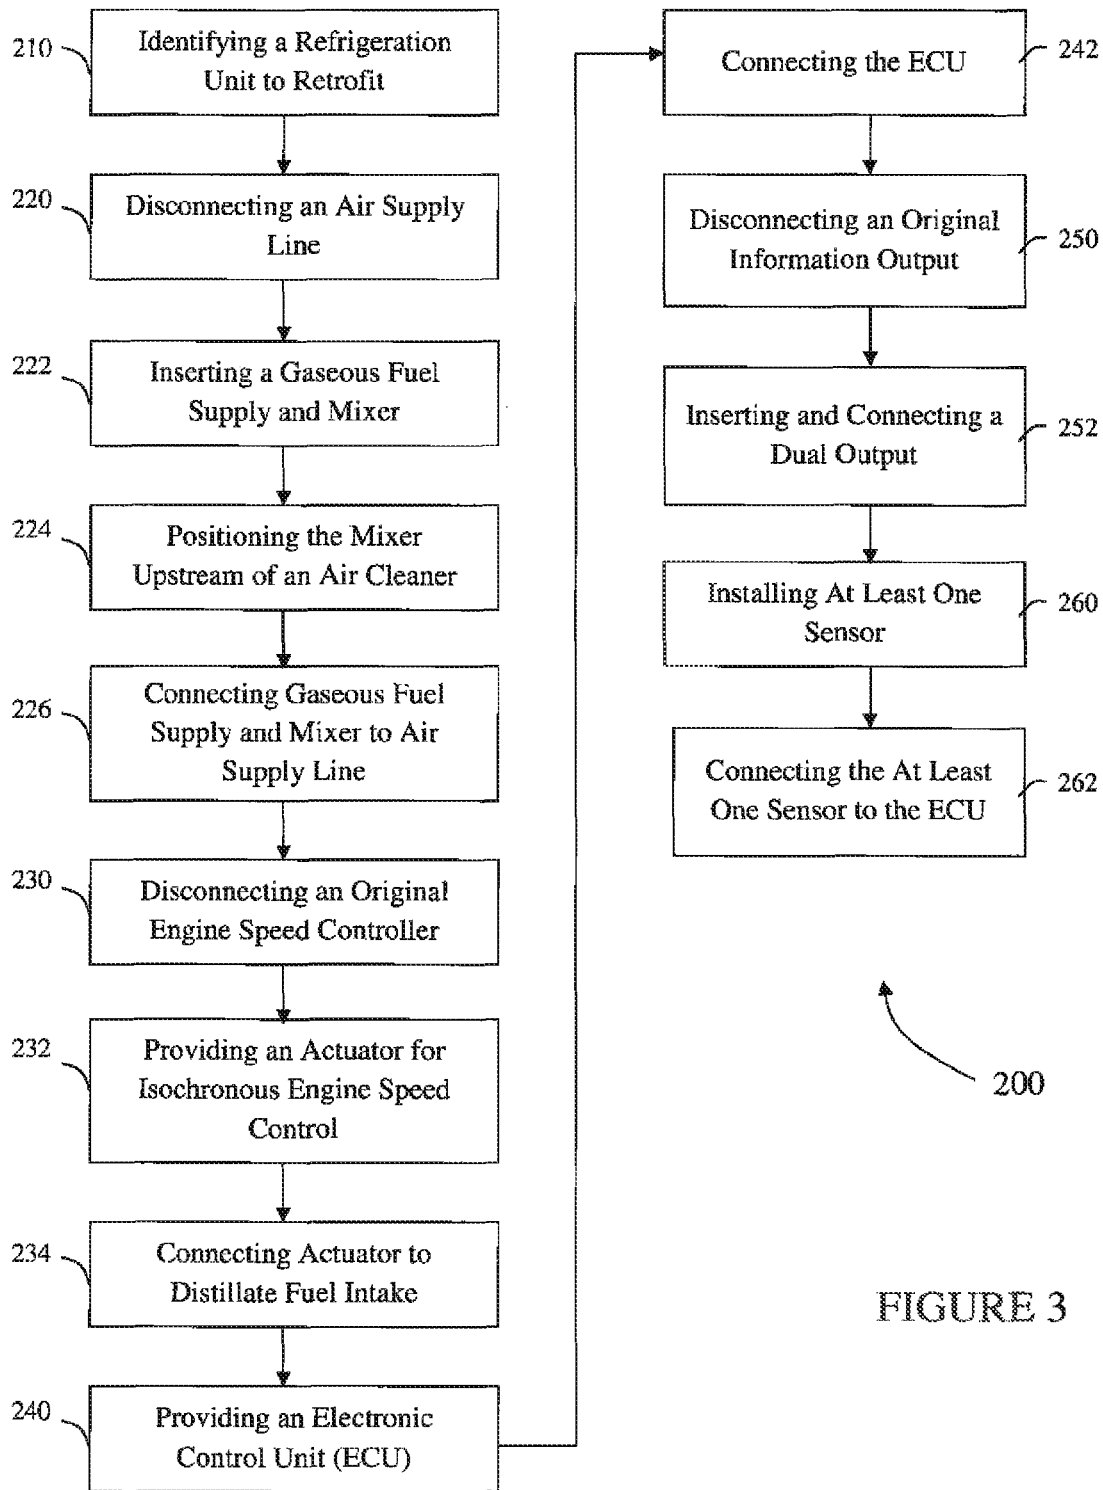 210
Identifying a Refrigeration
Unit to Retrofit
220
Disconnecting an Air Supply
Line
222
Inserting a Gaseous Fuel
Supply and Mixer
224
Positioning the Mixer
Upstream of an Air Cleaner
226
Connecting Gaseous Fuel
Supply and Mixer to Air
Supply Line
230
Disconnecting an Original
Engine Speed Controller
232
Providing an Actuator for
Isochronous Engine Speed
Control
234
Connecting Actuator to
Distillate Fuel Intake
240
Providing an Electronic
Control Unit (ECU)
Connecting the ECU
242
Disconnecting an Original
Information Output
250
Inserting and Connecting a
Dual Output
252
Installing At Least One
Sensor
260
Connecting the At Least
One Sensor to the ECU
262
200
FIGURE 3